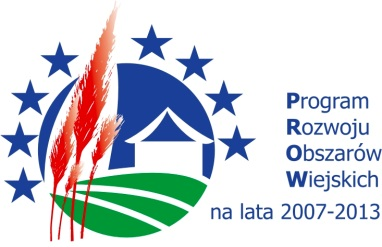 Program
Rozwoju
Obszarów
Wiejskich
na lata 2007-2013